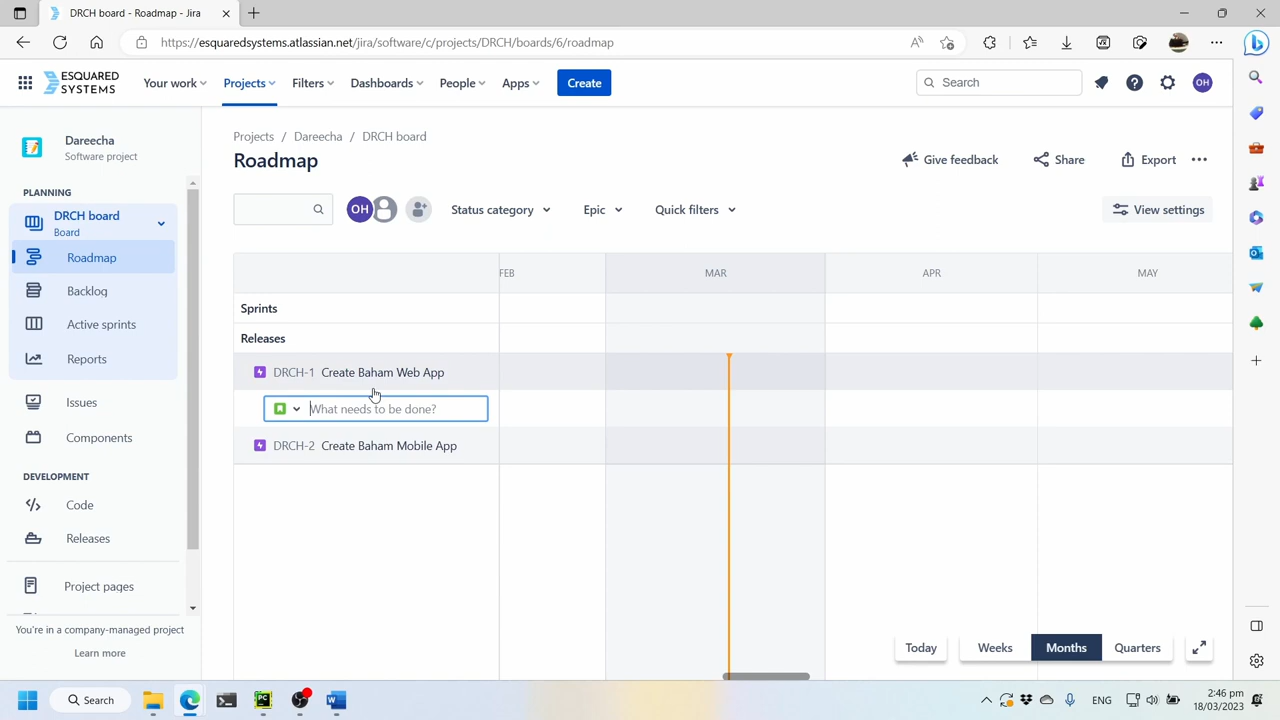 DRCH board - Roadmap - Jira
https://esquaredsystems.atlassian.net/jira/software/c/projects/DRCH/boards/6/roadmap
ESQUARED SYSTEMS
Your work
Projects
Filters
Dashboards
People
Apps
Create
Search
OH
Dareecha
Software project
PLANNING
DRCH board
Board
Roadmap
Backlog
Active sprints
Reports
Issues
Components
DEVELOPMENT
Code
Releases
Project pages
You're in a company-managed project
Learn more
Projects / Dareecha / DRCH board
Roadmap
Give feedback
Share
Export
OH
Status category
Epic
Quick filters
View settings
FEB
MAR
APR
MAY
Sprints
Releases
DRCH-1 Create Baham Web App
What needs to be done?
DRCH-2 Create Baham Mobile App
Today
Weeks
Months
Quarters
Search
ENG
2:46 pm
18/03/2023